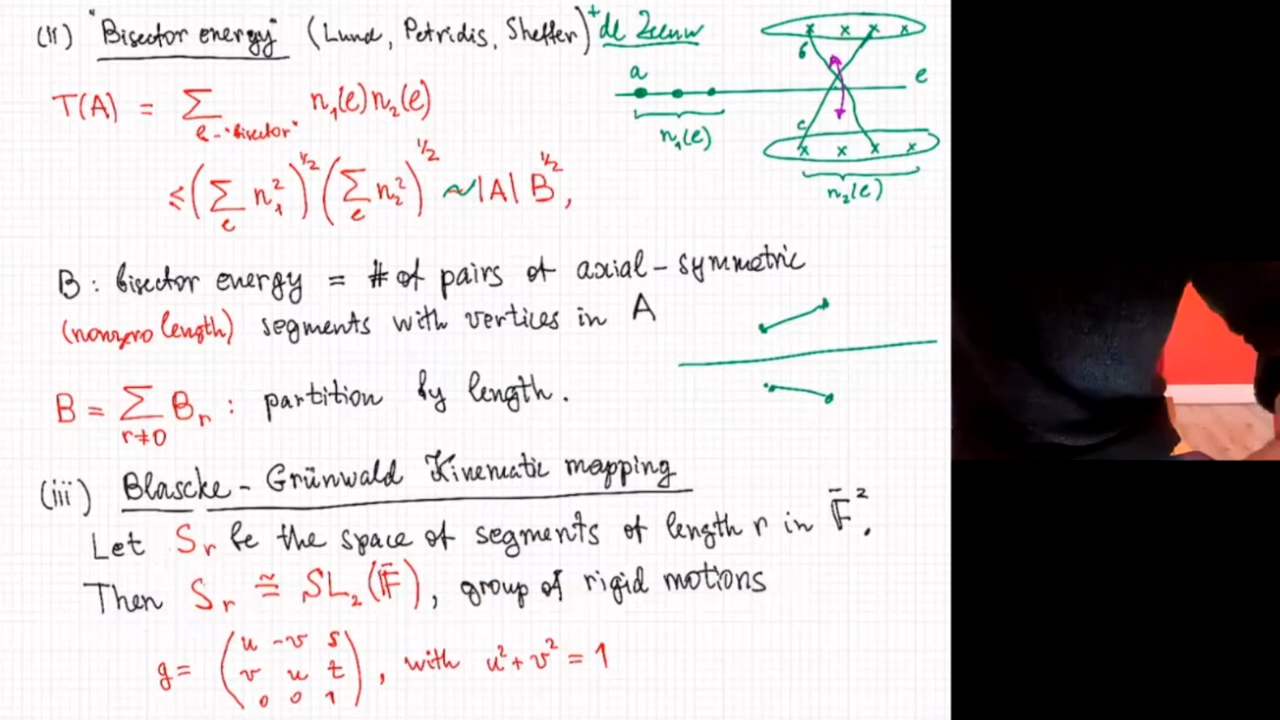 (ii) "Bisector energy" (Lund, Petridis, Sheffer) + de Zeeuw
T(A) = ∑ n₁(e) n₂(e)
e - "bisector"
≤ (∑ n₁²)^1/2 (∑ n₂²)^1/2 ~ |A| B^1/2,
e e
a
n₁(e)
b
e
c
n₂(e)
B : bisector energy = # of pairs of axial-symmetric
(nonzero length) segments with vertices in A
B = ∑ Bᵣ : partition by length.
r≠0
(iii) Blascke - Grünwald Kinematic mapping
Let Sᵣ be the space of segments of length r in F̄².
Then Sᵣ ≅ SL₂(F̄), group of rigid motions
g = (u -v s
v u t
0 0 1), with u² + v² = 1